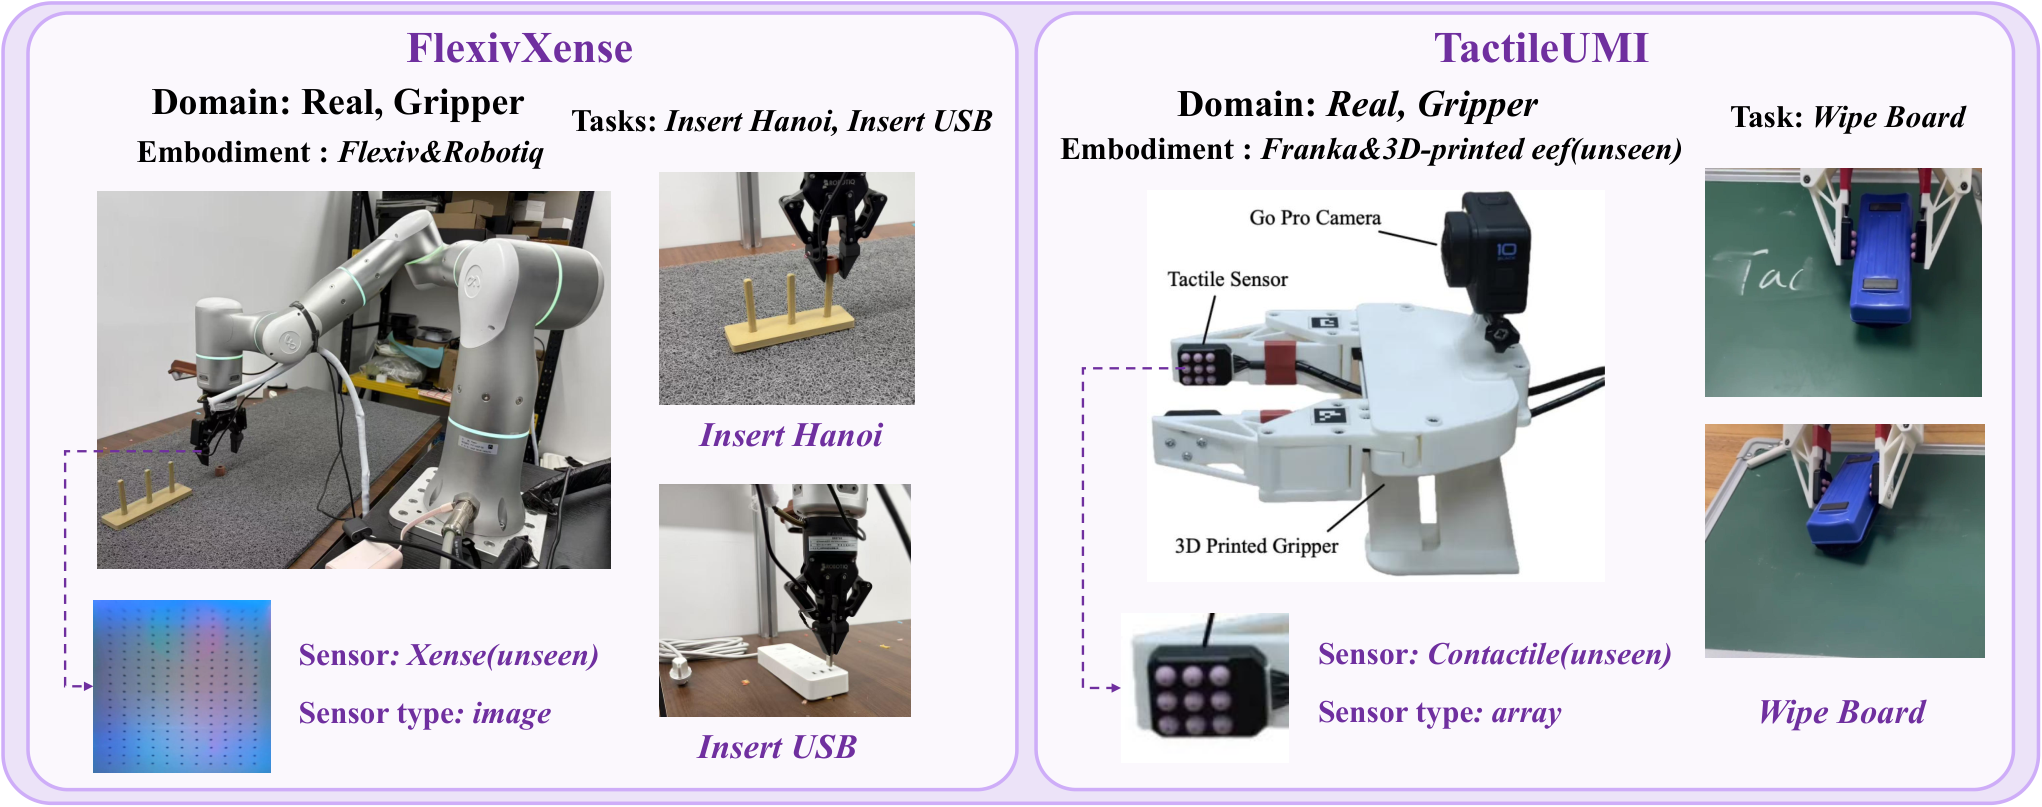 FlexivXense
Domain: Real, Gripper
Embodiment : Flexiv&Robotiq
Tasks: Insert Hanoi, Insert USB
Insert Hanoi
Insert USB
Sensor: Xense(unseen)
Sensor type: image
TactileUMI
Domain: Real, Gripper
Embodiment : Franka&3D-printed eef(unseen)
Task: Wipe Board
Go Pro Camera
10
Tactile Sensor
3D Printed Gripper
Tac
Sensor: Contactile(unseen)
Sensor type: array
Wipe Board